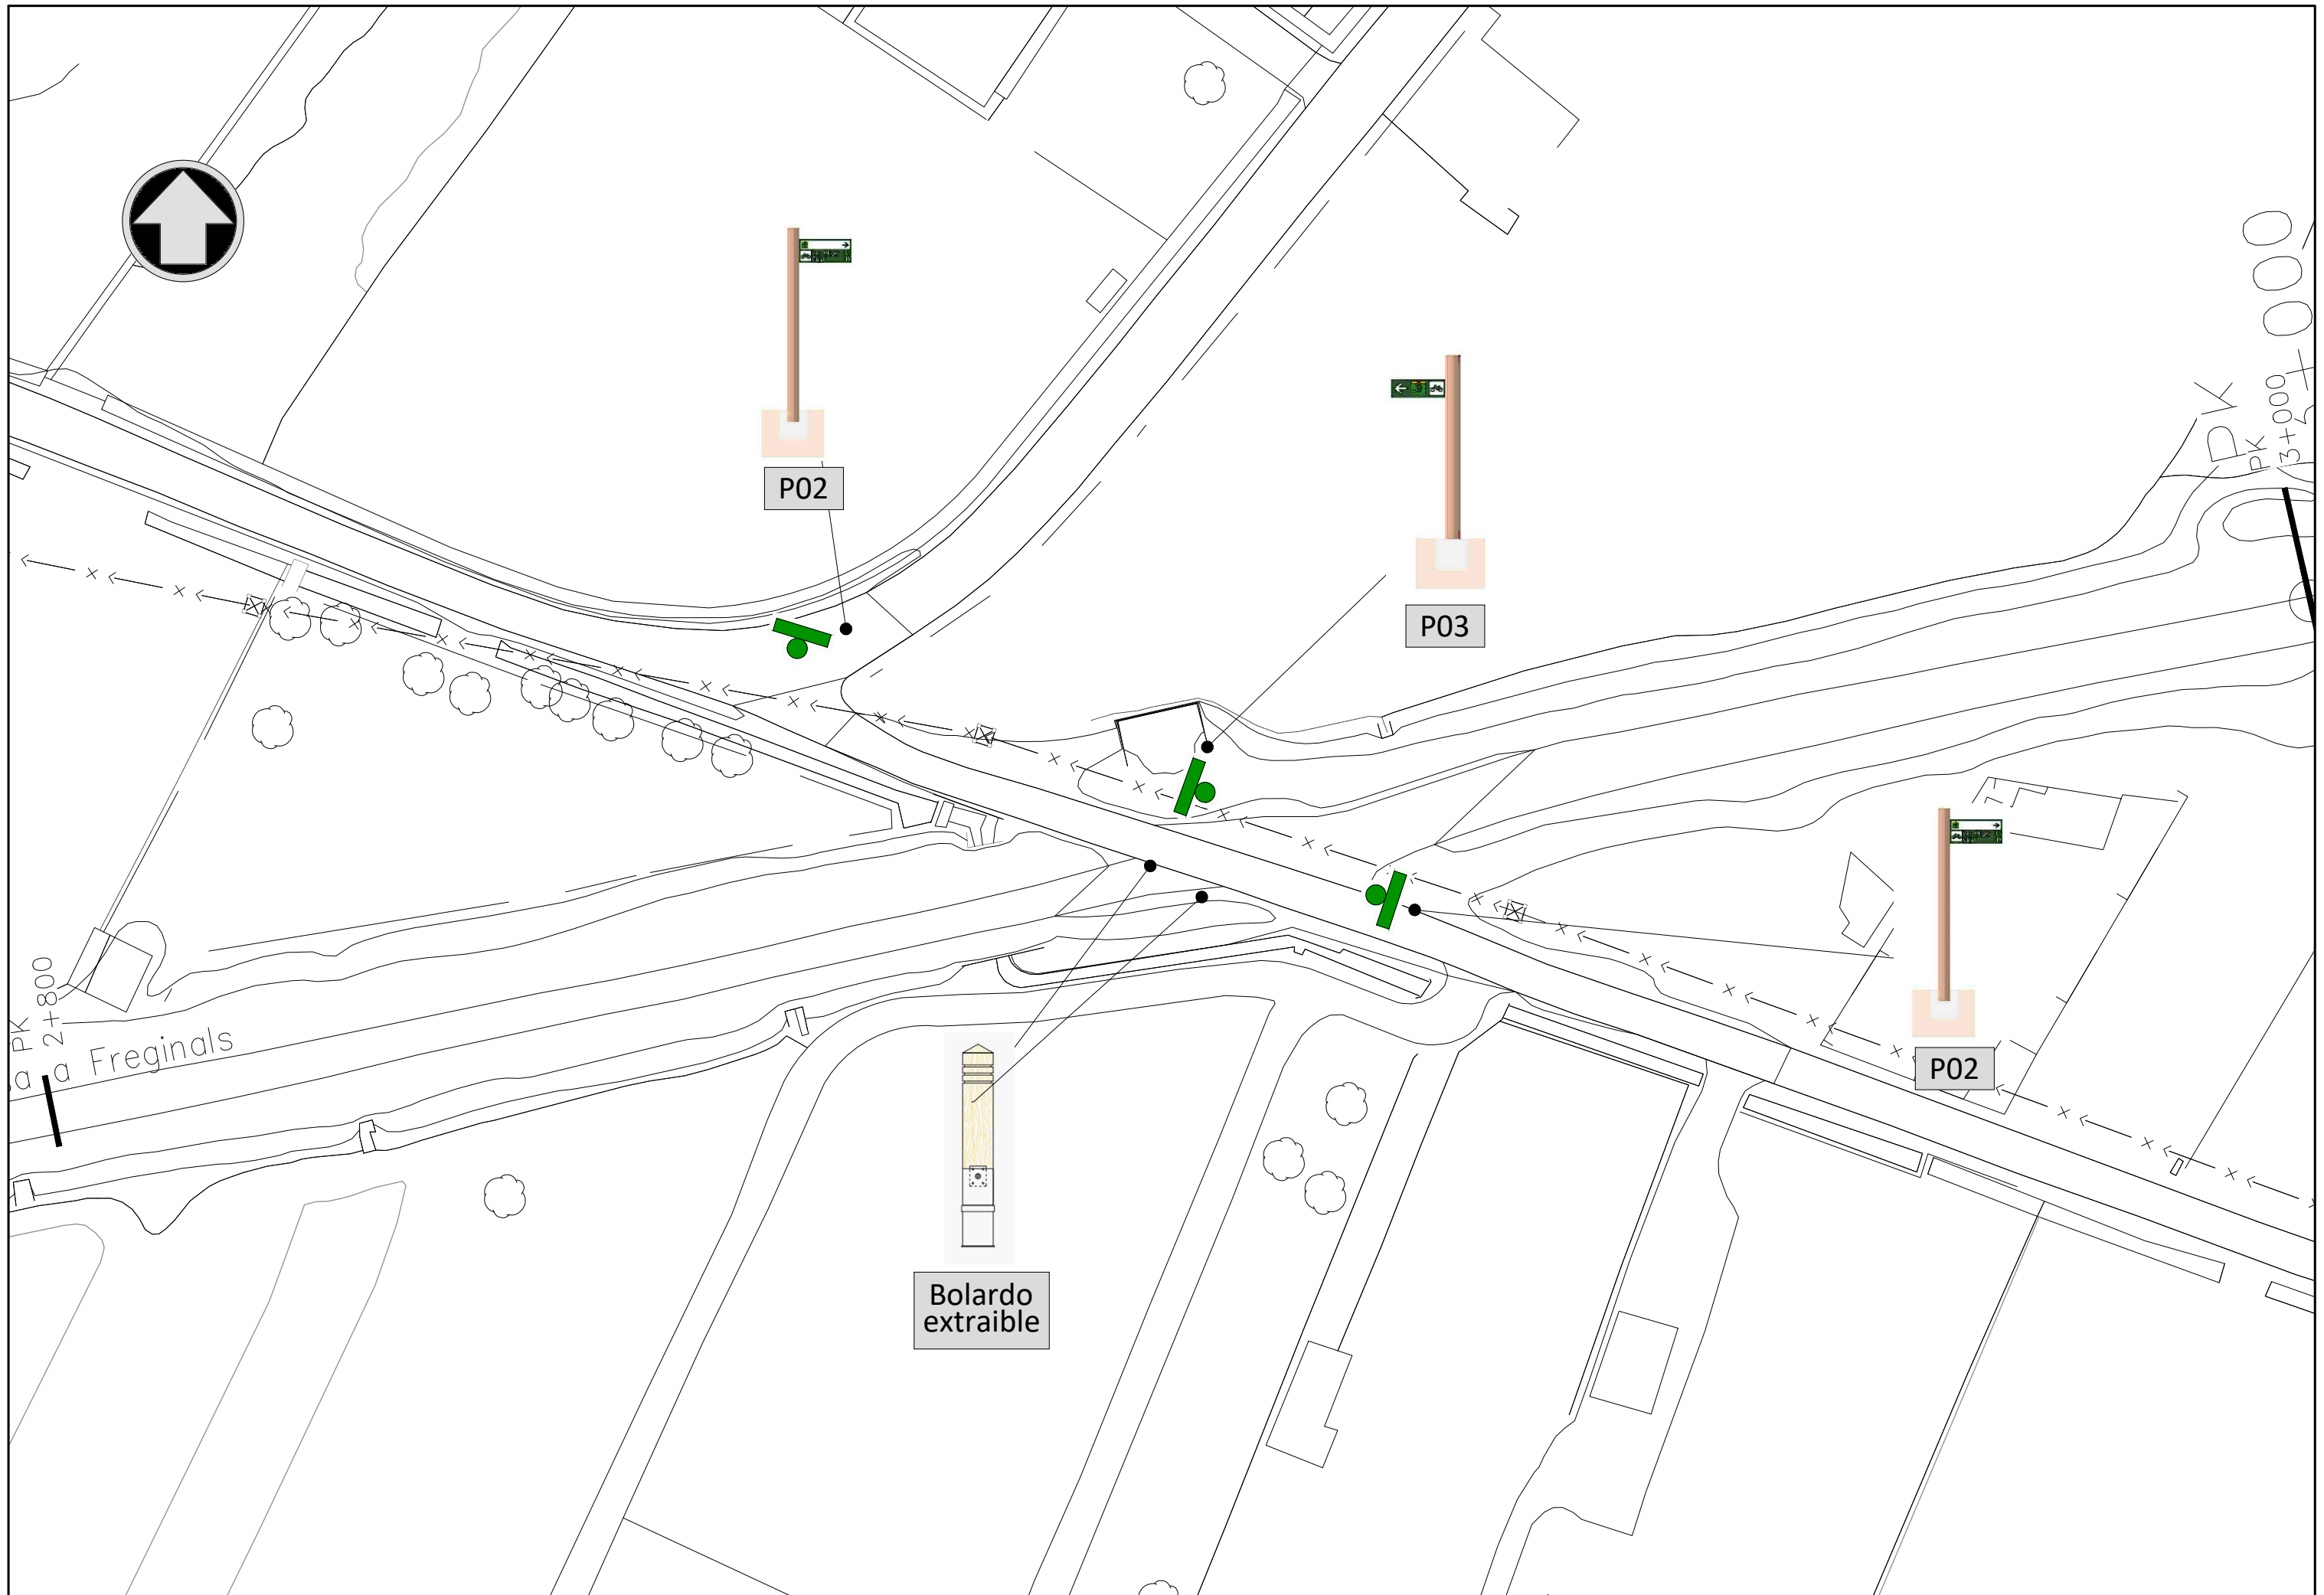 P02
P03
PK
3+000
P02
PK
2+800
a Freginals
Bolardo
extraible